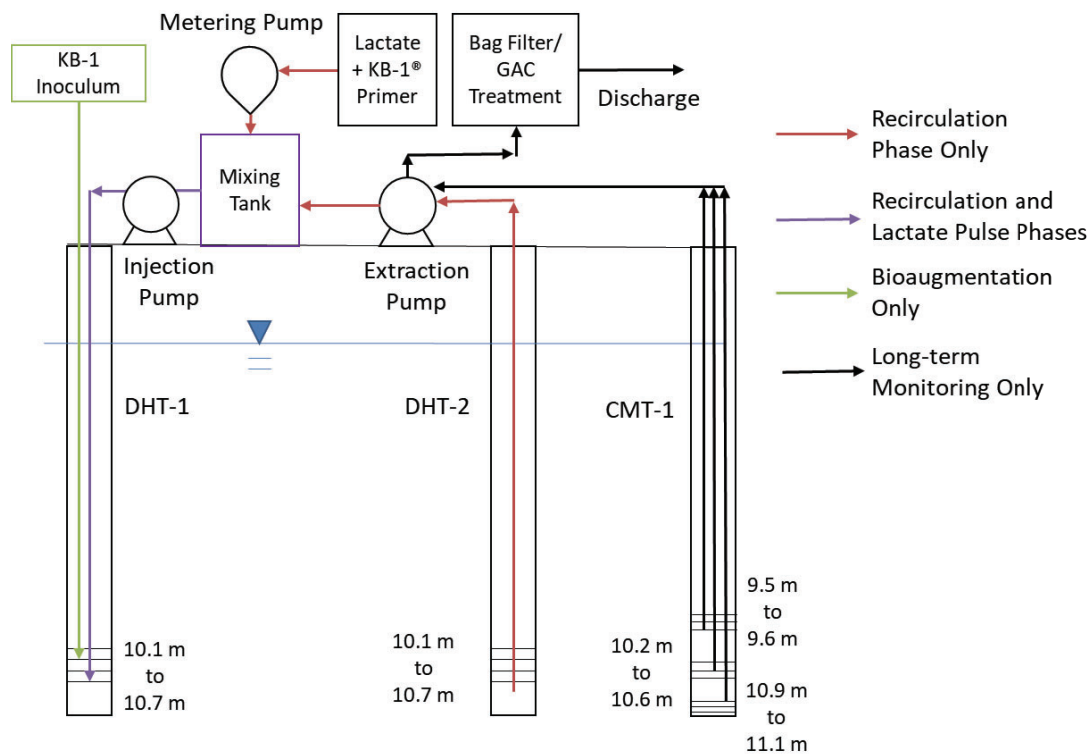 Metering Pump
KB-1
Inoculum
Lactate
+ KB-1®
Primer
Bag Filter/
GAC
Treatment
Discharge
Mixing
Tank
Injection
Pump
Extraction
Pump
Recirculation
Phase Only
Recirculation and
Lactate Pulse Phases
Bioaugmentation
Only
Long-term
Monitoring Only
DHT-1
DHT-2
CMT-1
10.1 m
to
10.7 m
10.1 m
to
10.7 m
10.2 m
to
10.6 m
9.5 m
to
9.6 m
10.9 m
to
11.1 m